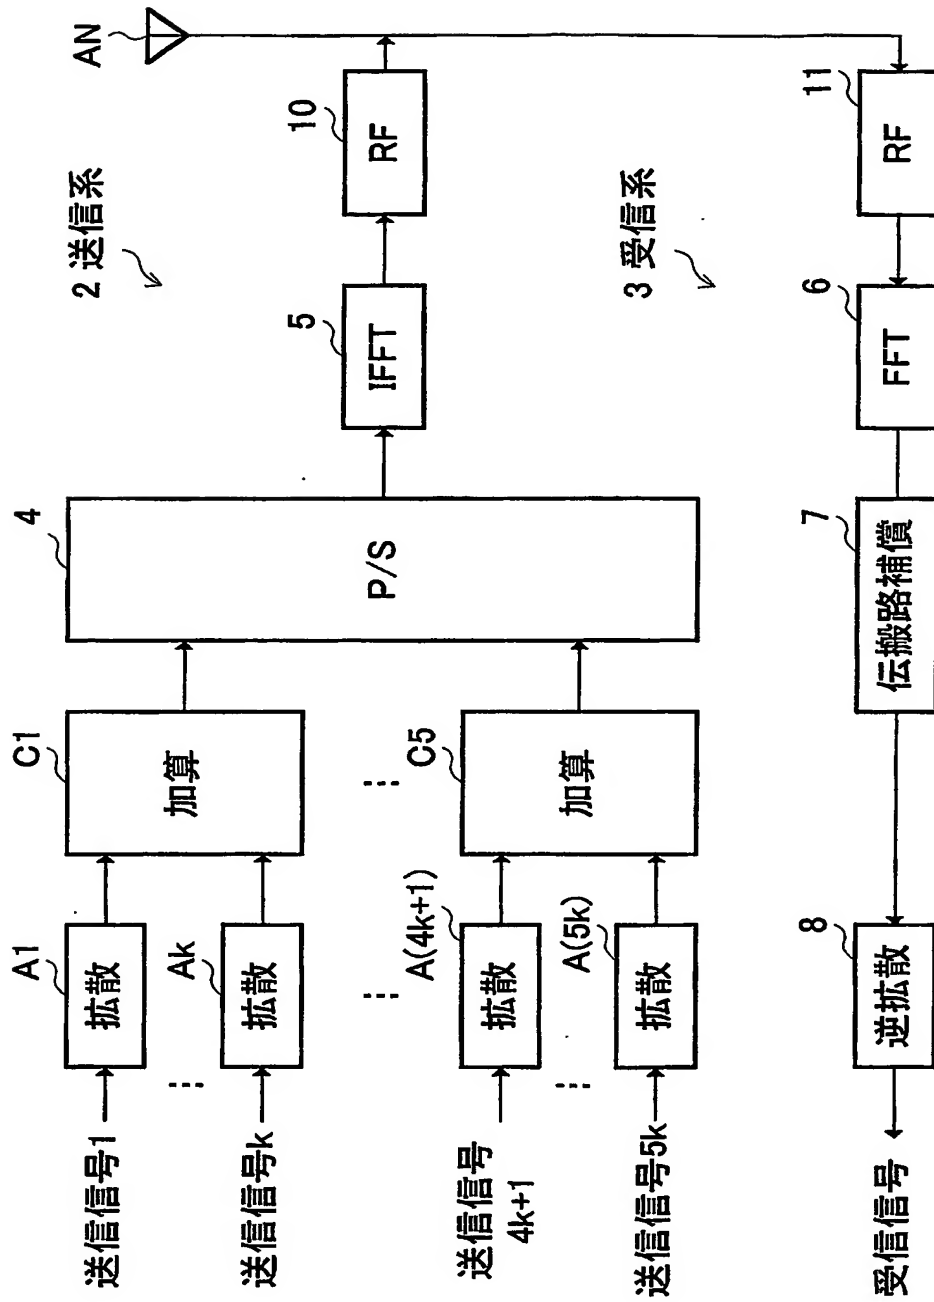 AN
2 送信系
10
RF
5
IFFT
4
P/S
C1
加算
C5
加算
A1
拡散
Ak
拡散
A(4k+1)
拡散
A(5k)
拡散
送信信号1
送信信号k
送信信号
4k+1
送信信号5k
3 受信系
11
RF
6
FFT
7
伝搬路補償
8
逆拡散
受信信号